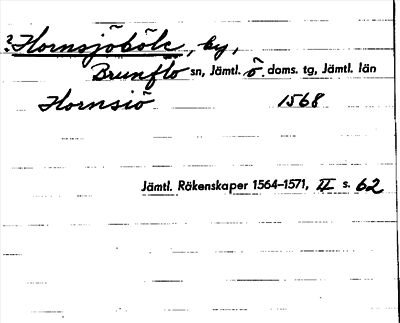 ?Hornsjöböle, by,
Brunflo sn, Jämtl. ö. doms. tg, Jämtl. län
Hornsiö 1568
Jämtl. Räkenskaper 1564–1571, II s. 62